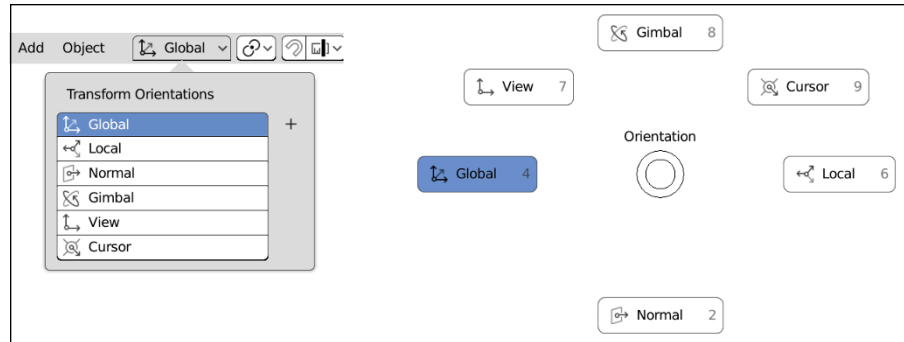 Add Object Global
Transform Orientations
Global +
Local
Normal
Gimbal
View
Cursor
Gimbal 8
View 7
Cursor 9
Orientation
Global 4
Local 6
Normal 2